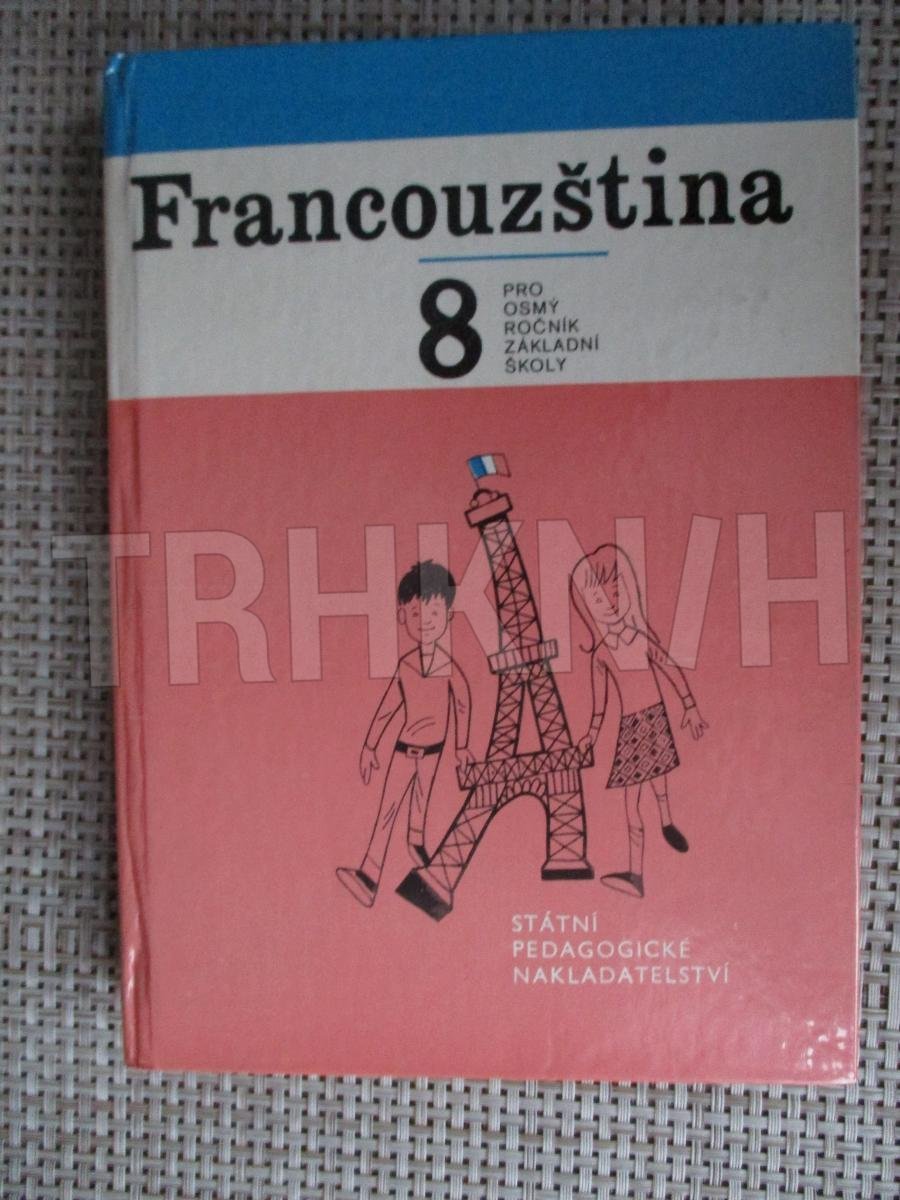 Francouzština
8
PRO
OSMÝ
ROČNÍK
ZÁKLADNÍ
ŠKOLY
TRHKNIH
STÁTNÍ
PEDAGOGICKÉ
NAKLADATELSTVÍ